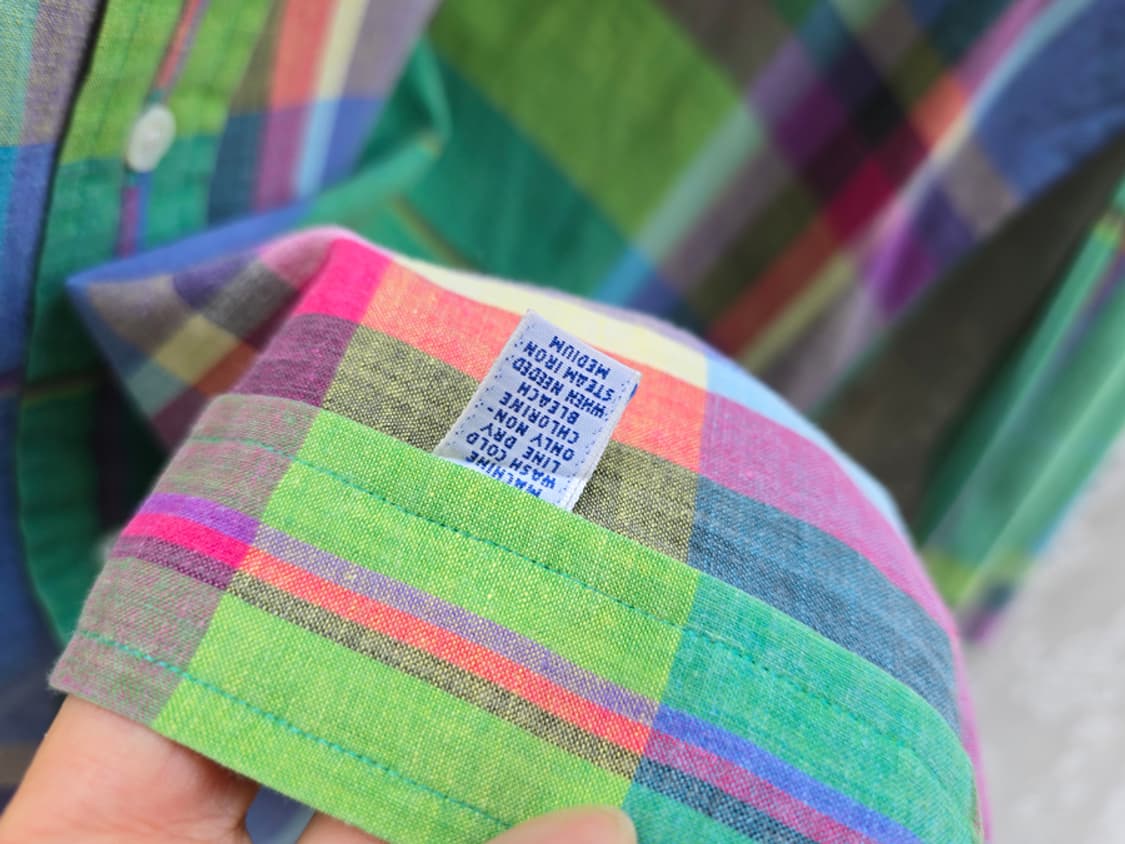 MACHINE
WASH COLD
LINE DRY
ONLY NON-
CHLORINE
BLEACH
WHEN NEEDED
STEAM IRON
MEDIUM